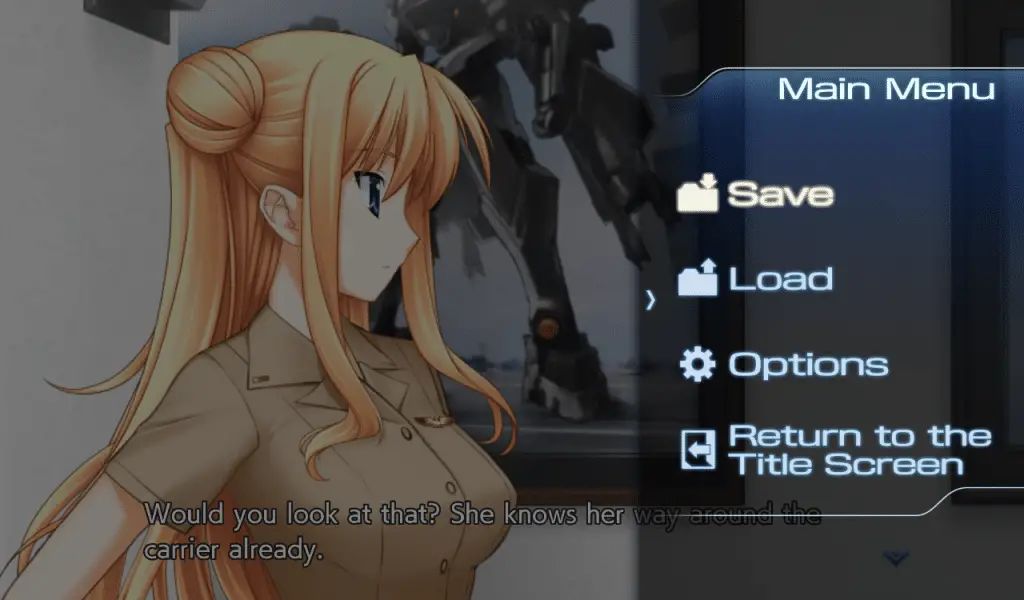 Main Menu
Save
Load
Options
Return to the
Title Screen
Would you look at that? She knows her way around the
carrier already.